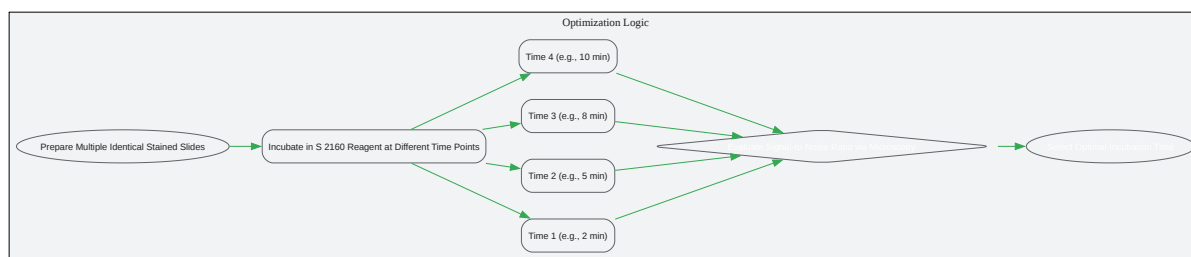 Optimization Logic
Time 4 (e.g., 10 min)
Time 3 (e.g., 8 min)
Prepare Multiple Identical Stained Slides
Incubate in S 2160 Reagent at Different Time Points
Time 2 (e.g., 5 min)
Time 1 (e.g., 2 min)